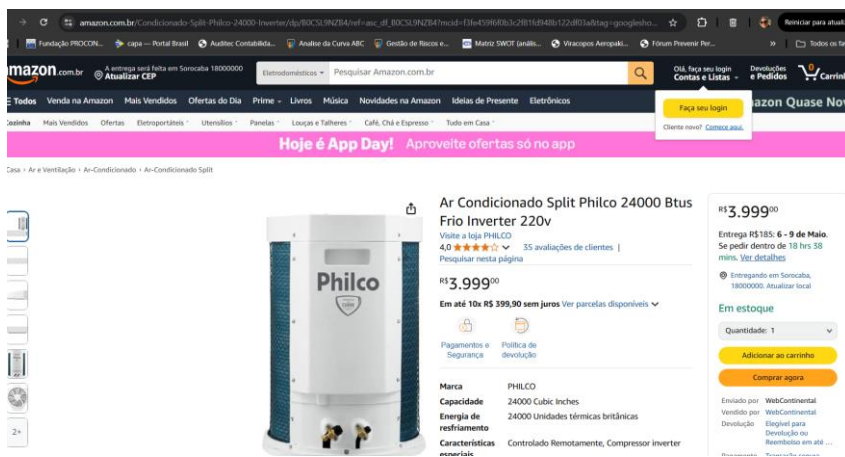 amazon.com.br/Condicionado-Split-Philco-24000-Inverter/dp/B0CSL9NZB4/ref=asc_df_B0CSL9NZB4?mcid=f3fe459f6f0b3c2f81fd948b122df03a&tag=googlesho...
Reiniciar para atuali
Fundação PROCON...
capa — Portal Brasil
Auditec Contabilida...
Analise da Curva ABC
Gestão de Riscos e...
Matriz SWOT (anális...
Viracopos Aeropaki...
Fórum Prevenir Per...
»
Todos os fa
mazon.com.br
A entrega será feita em Sorocaba 18000000
Atualizar CEP
Eletrodomésticos
Pesquisar Amazon.com.br
Olá, faça seu login
Contas e Listas
Devoluções
e Pedidos
0
Carrinh
Todos
Venda na Amazon
Mais Vendidos
Ofertas do Dia
Prime
Livros
Música
Novidades na Amazon
Ideias de Presente
Eletrônicos
azon Quase Nov
Faça seu login
Cliente novo? Comece aqui.
Cozinha
Mais Vendidos
Ofertas
Eletroportáteis
Utensílios
Panelas
Louças e Talheres
Café, Chá e Espresso
Tudo em Casa
Hoje é App Day! Aproveite ofertas só no app
Casa › Ar e Ventilação › Ar-Condicionado › Ar-Condicionado Split
2+
Philco
Ar Condicionado Split Philco 24000 Btus
Frio Inverter 220v
Visite a loja PHILCO
4,0 35 avaliações de clientes |
Pesquisar nesta página
R$3.99900
Em até 10x R$ 399,90 sem juros Ver parcelas disponíveis
Pagamentos e Segurança
Política de devolução
Marca PHILCO
Capacidade 24000 Cubic Inches
Energia de resfriamento 24000 Unidades térmicas britânicas
Características especiais Controlado Remotamente, Compressor inverter
R$3.99900
Entrega R$185: 6 - 9 de Maio.
Se pedir dentro de 18 hrs 38
mins. Ver detalhes
Entregando em Sorocaba,
18000000. Atualizar local
Em estoque
Quantidade: 1
Adicionar ao carrinho
Comprar agora
Enviado por WebContinental
Vendido por WebContinental
Devolução Elegível para
Devolução ou
Reembolso em até ...
Pagamento Transação segura